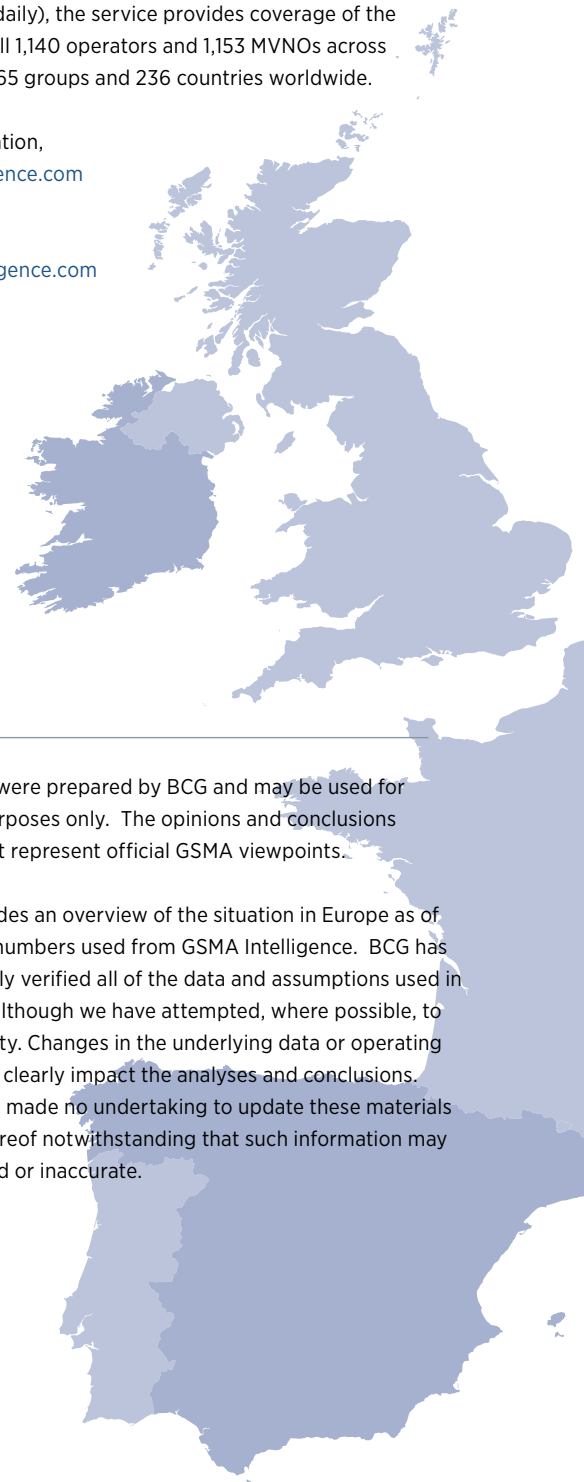 daily), the service provides coverage of the
ll 1,140 operators and 1,153 MVNOs across
65 groups and 236 countries worldwide.
ation,
ence.com
gence.com
were prepared by BCG and may be used for
rposes only. The opinions and conclusions
t represent official GSMA viewpoints.
des an overview of the situation in Europe as of
numbers used from GSMA Intelligence. BCG has
ly verified all of the data and assumptions used in
lthough we have attempted, where possible, to
ty. Changes in the underlying data or operating
clearly impact the analyses and conclusions.
made no undertaking to update these materials
reof notwithstanding that such information may
d or inaccurate.